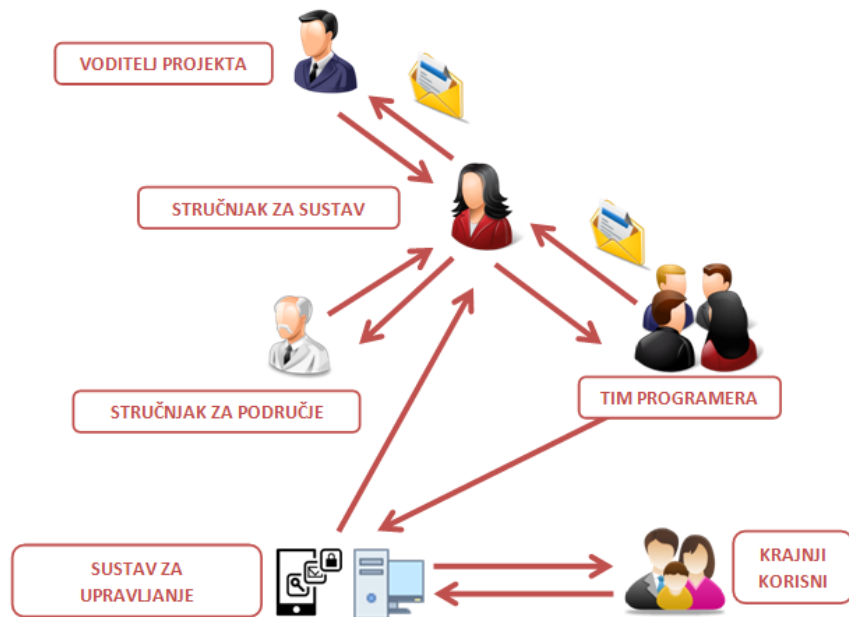 VODITELJ PROJEKTA
STRUČNJAK ZA SUSTAV
STRUČNJAK ZA PODRUČJE
TIM PROGRAMERA
SUSTAV ZA
UPRAVLJANJE
KRAJNJI
KORISNI